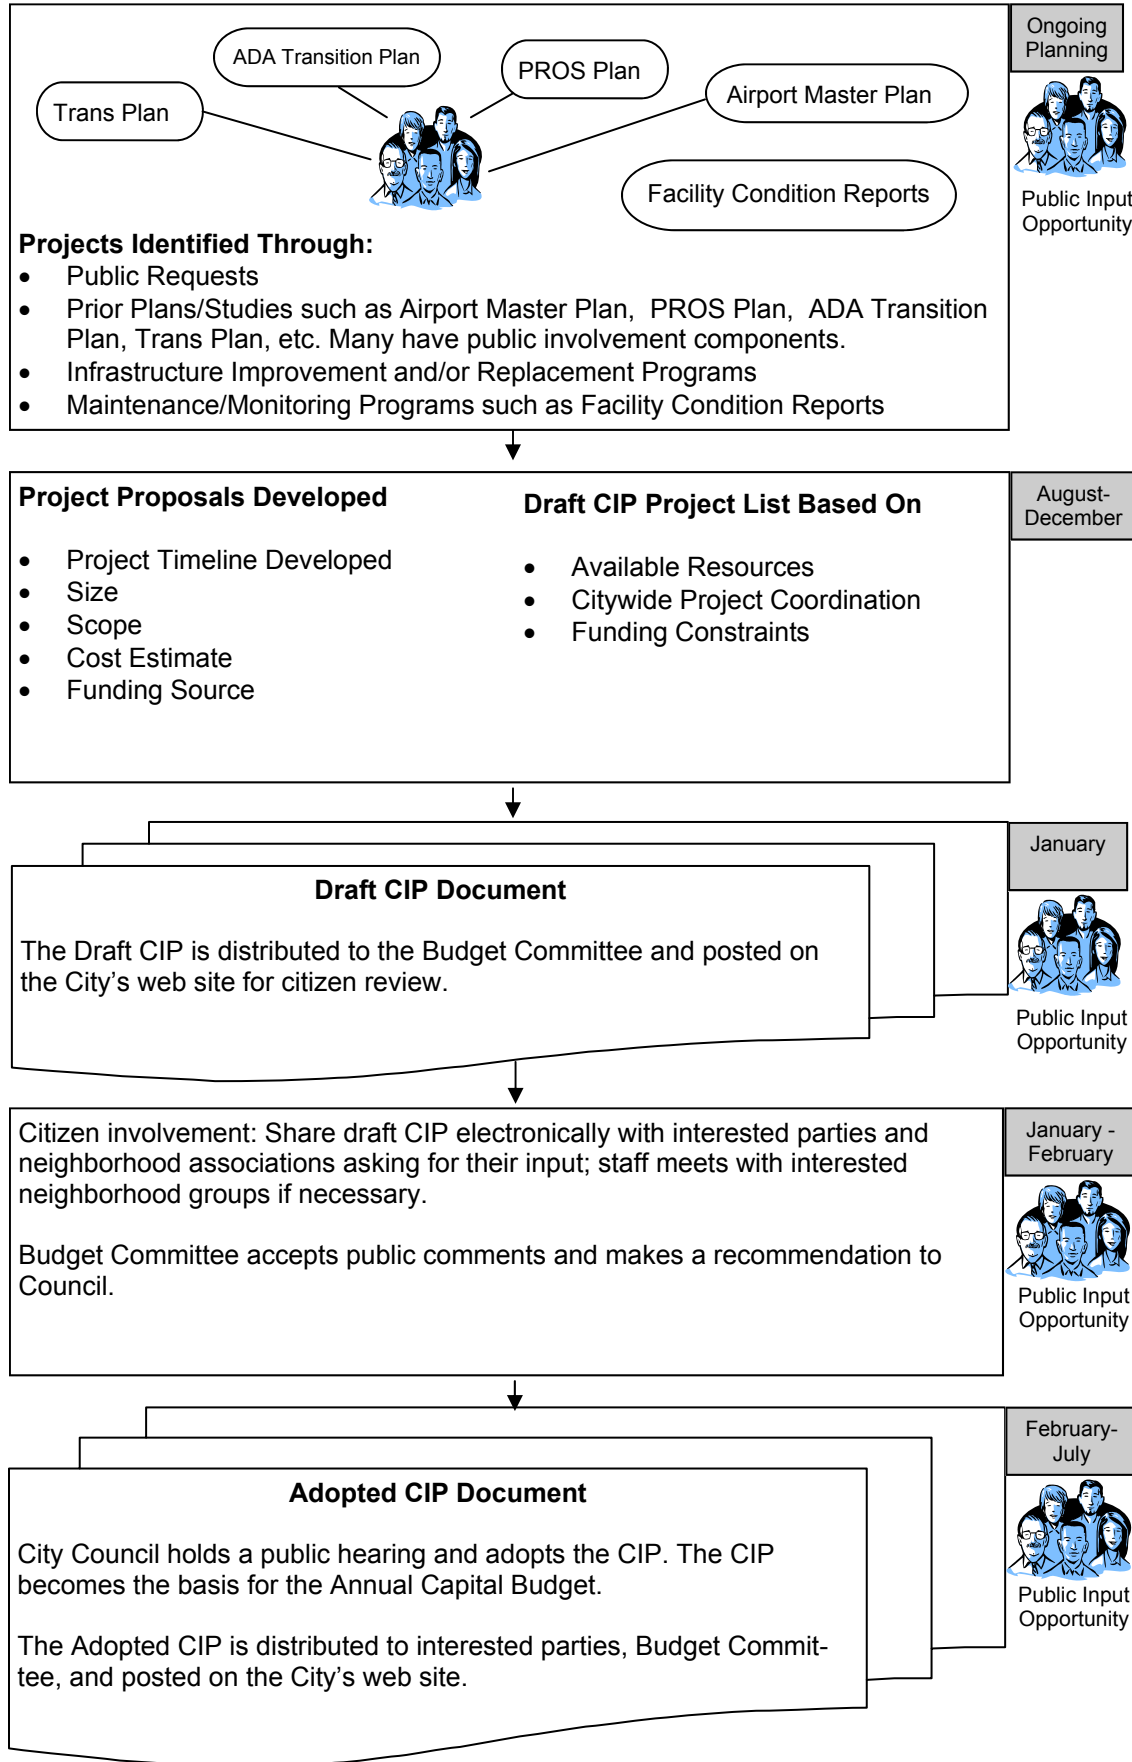 Ongoing
Planning
ADA Transition Plan
PROS Plan
Trans Plan
Airport Master Plan
Facility Condition Reports
Public Input
Opportunity
Projects Identified Through:
• Public Requests
• Prior Plans/Studies such as Airport Master Plan, PROS Plan, ADA Transition
Plan, Trans Plan, etc. Many have public involvement components.
• Infrastructure Improvement and/or Replacement Programs
• Maintenance/Monitoring Programs such as Facility Condition Reports
August-
December
Project Proposals Developed
• Project Timeline Developed
• Size
• Scope
• Cost Estimate
• Funding Source
Draft CIP Project List Based On
• Available Resources
• Citywide Project Coordination
• Funding Constraints
January
Public Input
Opportunity
Draft CIP Document
The Draft CIP is distributed to the Budget Committee and posted on
the City’s web site for citizen review.
January -
February
Public Input
Opportunity
Citizen involvement: Share draft CIP electronically with interested parties and
neighborhood associations asking for their input; staff meets with interested
neighborhood groups if necessary.
Budget Committee accepts public comments and makes a recommendation to
Council.
February-
July
Public Input
Opportunity
Adopted CIP Document
City Council holds a public hearing and adopts the CIP. The CIP
becomes the basis for the Annual Capital Budget.
The Adopted CIP is distributed to interested parties, Budget Commit-
tee, and posted on the City’s web site.